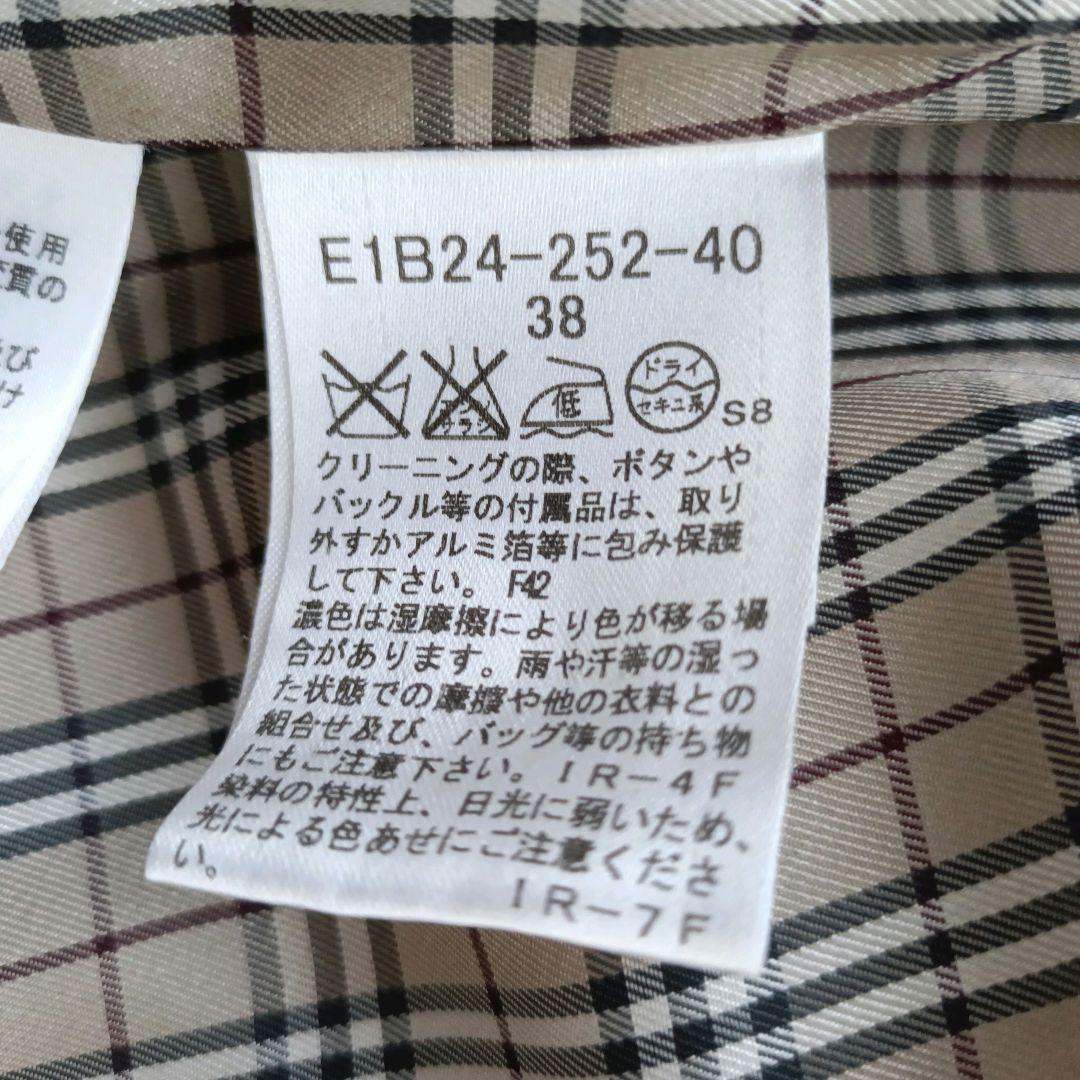 使用
質の
び
け
E1B24-252-40
38
低
ドライ
セキユ系
S8
クリーニングの際、ボタンや
バックル等の付属品は、取り
外すかアルミ箔等に包み保護
して下さい。 F42
濃色は湿摩擦により色が移る場
合があります。雨や汗等の湿っ
た状態での摩擦や他の衣料との
組合せ及び、バッグ等の持ち物
にもご注意下さい。IR-4F
染料の特性上、日光に弱いため、
光による色あせにご注意くださ
い。
IR-7F